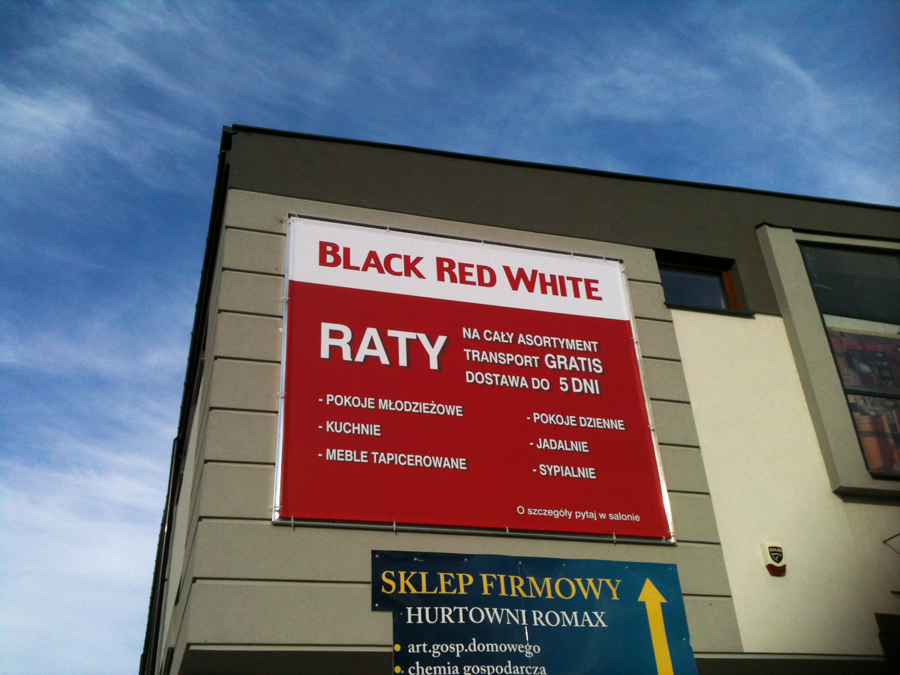 BLACK RED WHITE
RATY
NA CAŁY ASORTYMENT
TRANSPORT GRATIS
DOSTAWA DO 5 DNI
- POKOJE MŁODZIEŻOWE
- KUCHNIE
- MEBLE TAPICEROWANE
- POKOJE DZIENNE
- JADALNIE
- SYPIALNIE
O szczegóły pytaj w salonie
SKLEP FIRMOWY
HURTOWNI ROMAX
• art.gosp.domowego
• chemia gospodarcza